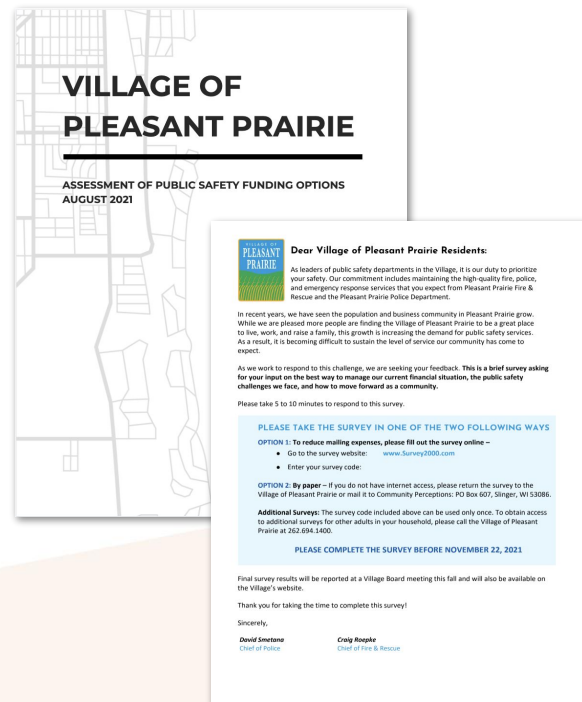 VILLAGE OF
PLEASANT PRAIRIE
ASSESSMENT OF PUBLIC SAFETY FUNDING OPTIONS
AUGUST 2021
VILLAGE OF
PLEASANT
PRAIRIE
Dear Village of Pleasant Prairie Residents:
As leaders of public safety departments in the Village, it is our duty to prioritize
your safety. Our commitment includes maintaining the high-quality fire, police,
and emergency response services that you expect from Pleasant Prairie Fire &
Rescue and the Pleasant Prairie Police Department.
In recent years, we have seen the population and business community in Pleasant Prairie grow.
While we are pleased more people are finding the Village of Pleasant Prairie to be a great place
to live, work, and raise a family, this growth is increasing the demand for public safety services.
As a result, it is becoming difficult to sustain the level of service our community has come to
expect.
As we work to respond to this challenge, we are seeking your feedback. This is a brief survey asking
for your input on the best way to manage our current financial situation, the public safety
challenges we face, and how to move forward as a community.
Please take 5 to 10 minutes to respond to this survey.
PLEASE TAKE THE SURVEY IN ONE OF THE TWO FOLLOWING WAYS
OPTION 1: To reduce mailing expenses, please fill out the survey online –
● Go to the survey website: www.Survey2000.com
● Enter your survey code:
OPTION 2: By paper – If you do not have internet access, please return the survey to the
Village of Pleasant Prairie or mail it to Community Perceptions: PO Box 607, Slinger, WI 53086.
Additional Surveys: The survey code included above can be used only once. To obtain access
to additional surveys for other adults in your household, please call the Village of Pleasant
Prairie at 262.694.1400.
PLEASE COMPLETE THE SURVEY BEFORE NOVEMBER 22, 2021
Final survey results will be reported at a Village Board meeting this fall and will also be available on
the Village's website.
Thank you for taking the time to complete this survey!
Sincerely,
David Smetana Craig Roepke
Chief of Police Chief of Fire & Rescue